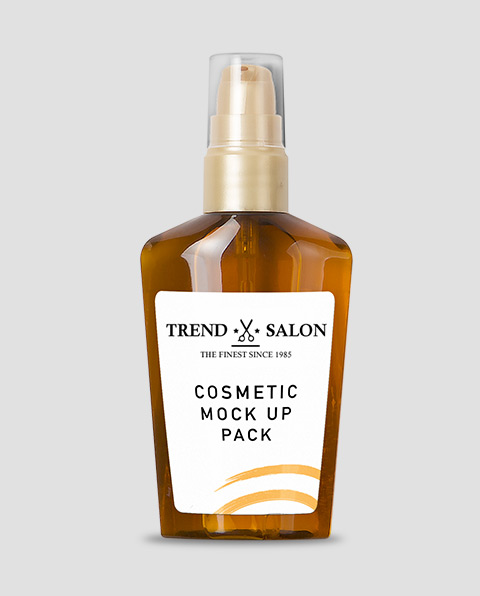 TREND SALON
THE FINEST SINCE 1985
COSMETIC
MOCK UP
PACK